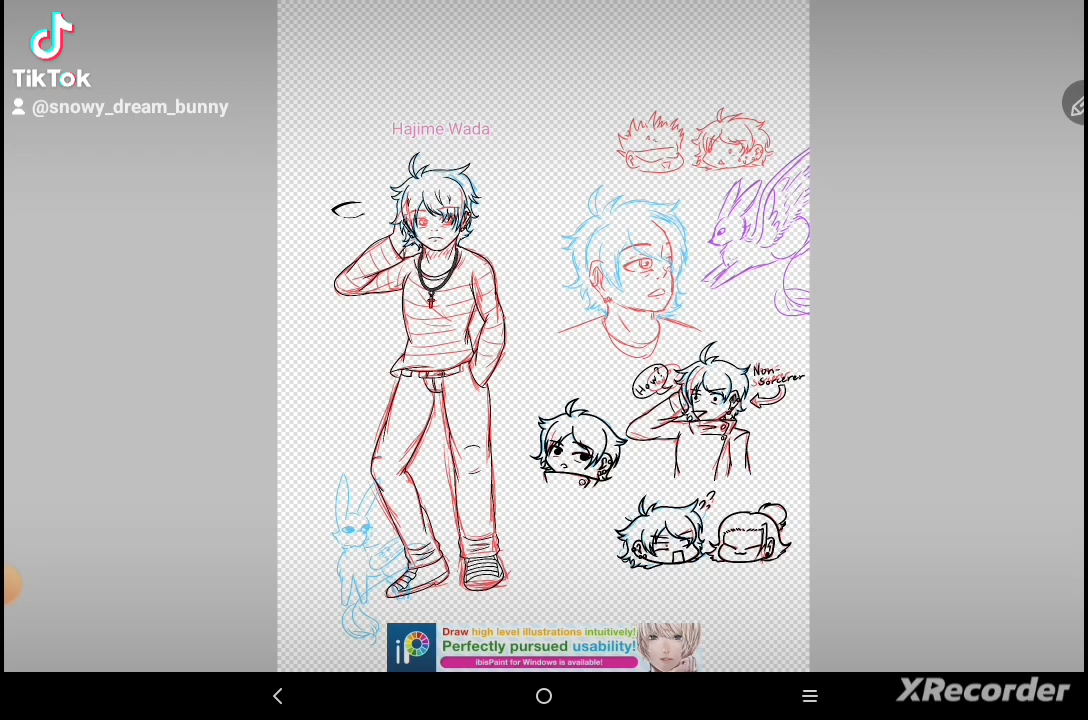 TikTok
@snowy_dream_bunny
Hajime Wada
How?
Non-
Sorcerer
iP
Draw high level illustrations intuitively!
Perfectly pursued usability!
ibisPaint for Windows is available!
XRecorder